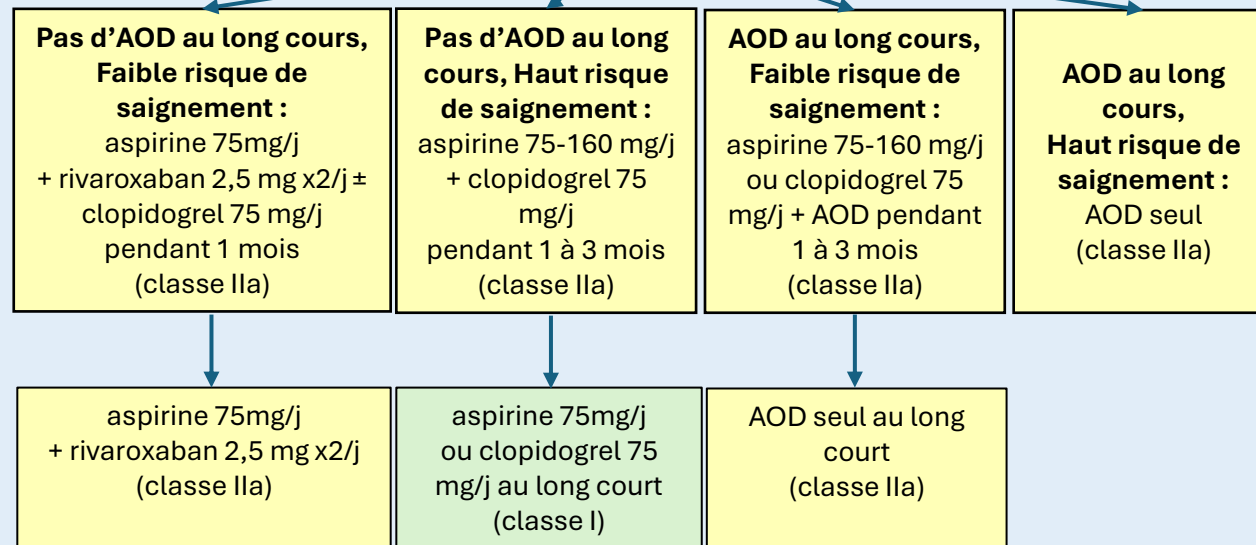 Pas d’AOD au long cours,
Faible risque de
saignement :
aspirine 75mg/j
+ rivaroxaban 2,5 mg x2/j ±
clopidogrel 75 mg/j
pendant 1 mois
(classe IIa)
Pas d’AOD au long
cours, Haut risque
de saignement :
aspirine 75-160 mg/j
+ clopidogrel 75
mg/j
pendant 1 à 3 mois
(classe IIa)
AOD au long cours,
Faible risque de
saignement :
aspirine 75-160 mg/j
ou clopidogrel 75
mg/j + AOD pendant
1 à 3 mois
(classe IIa)
AOD au long
cours,
Haut risque de
saignement :
AOD seul
(classe IIa)
aspirine 75mg/j
+ rivaroxaban 2,5 mg x2/j
(classe IIa)
aspirine 75mg/j
ou clopidogrel 75
mg/j au long court
(classe I)
AOD seul au long
court
(classe IIa)